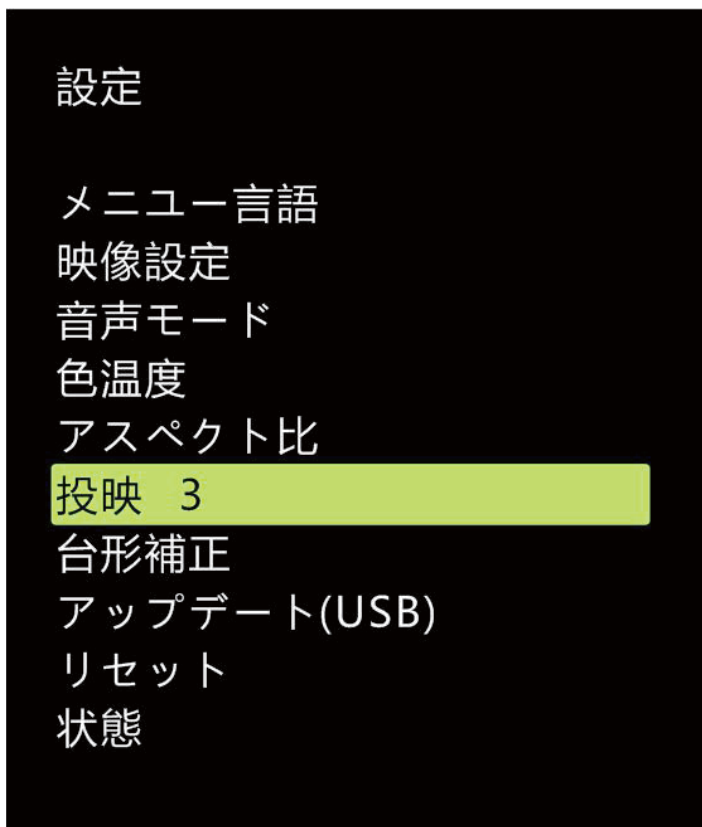 設定
メニュー言語
映像設定
音声モード
色温度
アスペクト比
投映 3
台形補正
アップデート(USB)
リセット
状態